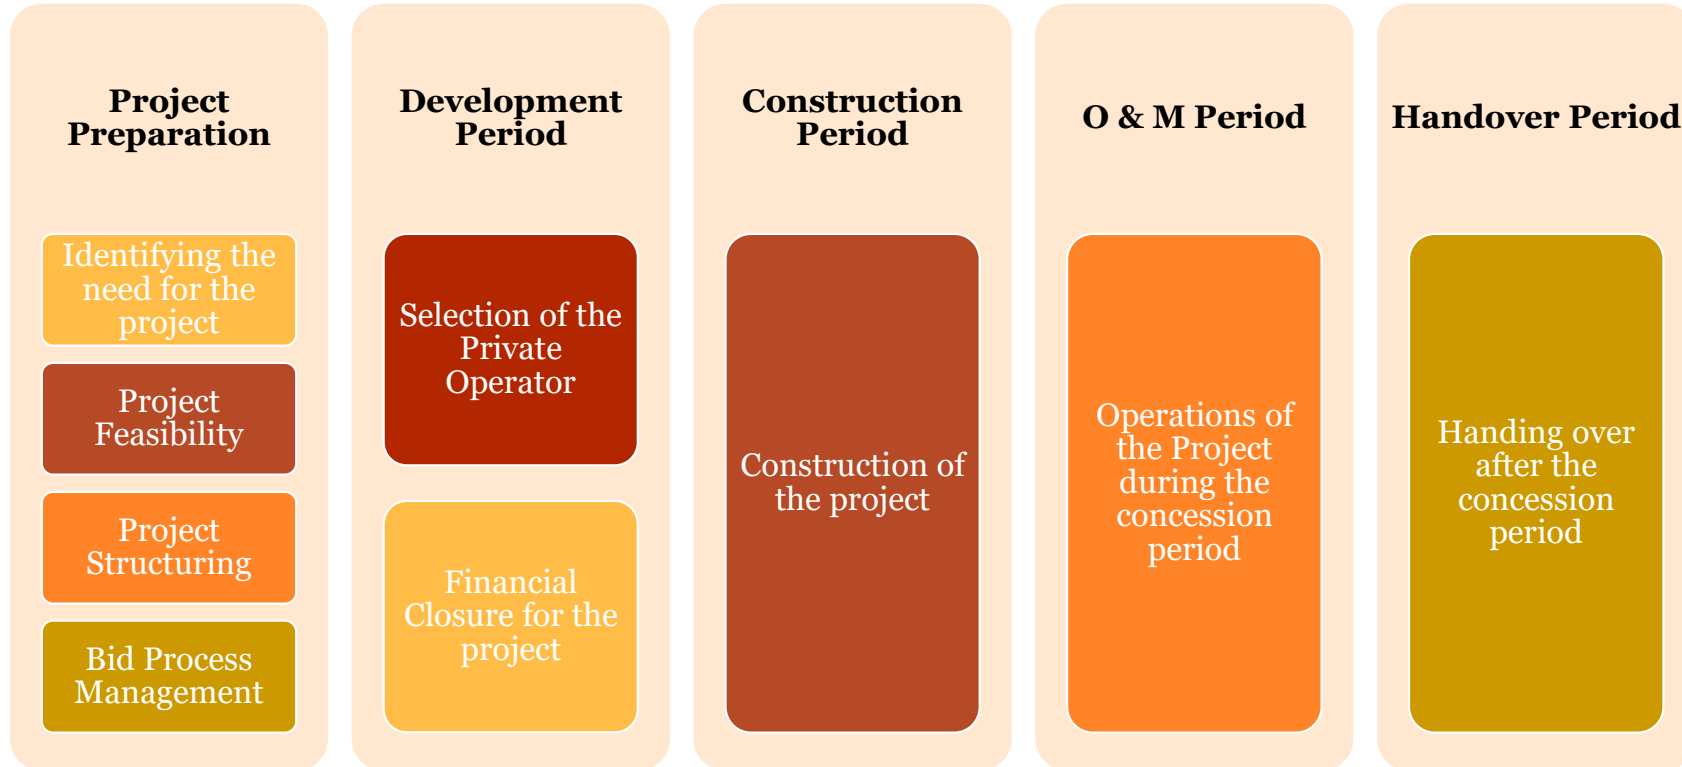 Project
Preparation
Identifying the
need for the
project
Project
Feasibility
Project
Structuring
Bid Process
Management
Development
Period
Selection of the
Private
Operator
Financial
Closure for the
project
Construction
Period
Construction of
the project
O & M Period
Operations of
the Project
during the
concession
period
Handover Period
Handing over
after the
concession
period